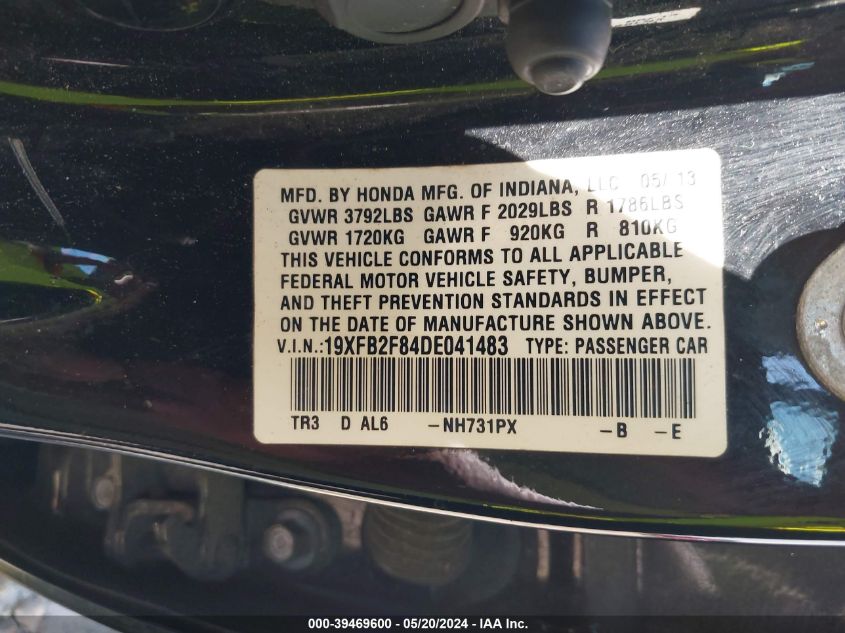 MFD. BY HONDA MFG. OF INDIANA, LLC 05/13
GVWR 3792LBS GAWR F 2029LBS R 1786LBS
GVWR 1720KG GAWR F 920KG R 810KG
THIS VEHICLE CONFORMS TO ALL APPLICABLE
FEDERAL MOTOR VEHICLE SAFETY, BUMPER,
AND THEFT PREVENTION STANDARDS IN EFFECT
ON THE DATE OF MANUFACTURE SHOWN ABOVE.
V.I.N.:19XFB2F84DE041483 TYPE: PASSENGER CAR
TR3 D AL6 -NH731PX -B -E
000-39469600 - 05/20/2024 - IAA Inc.